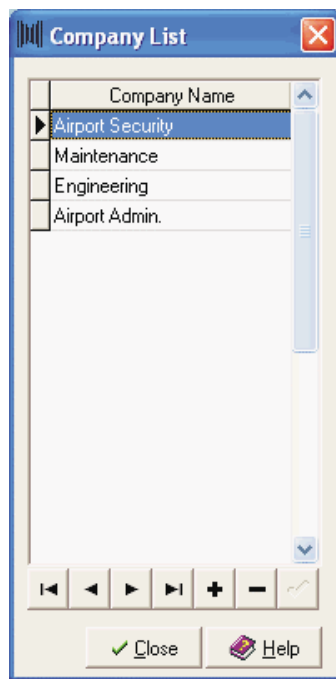 Company List
Company Name
Airport Security
Maintenance
Engineering
Airport Admin.
Close
Help